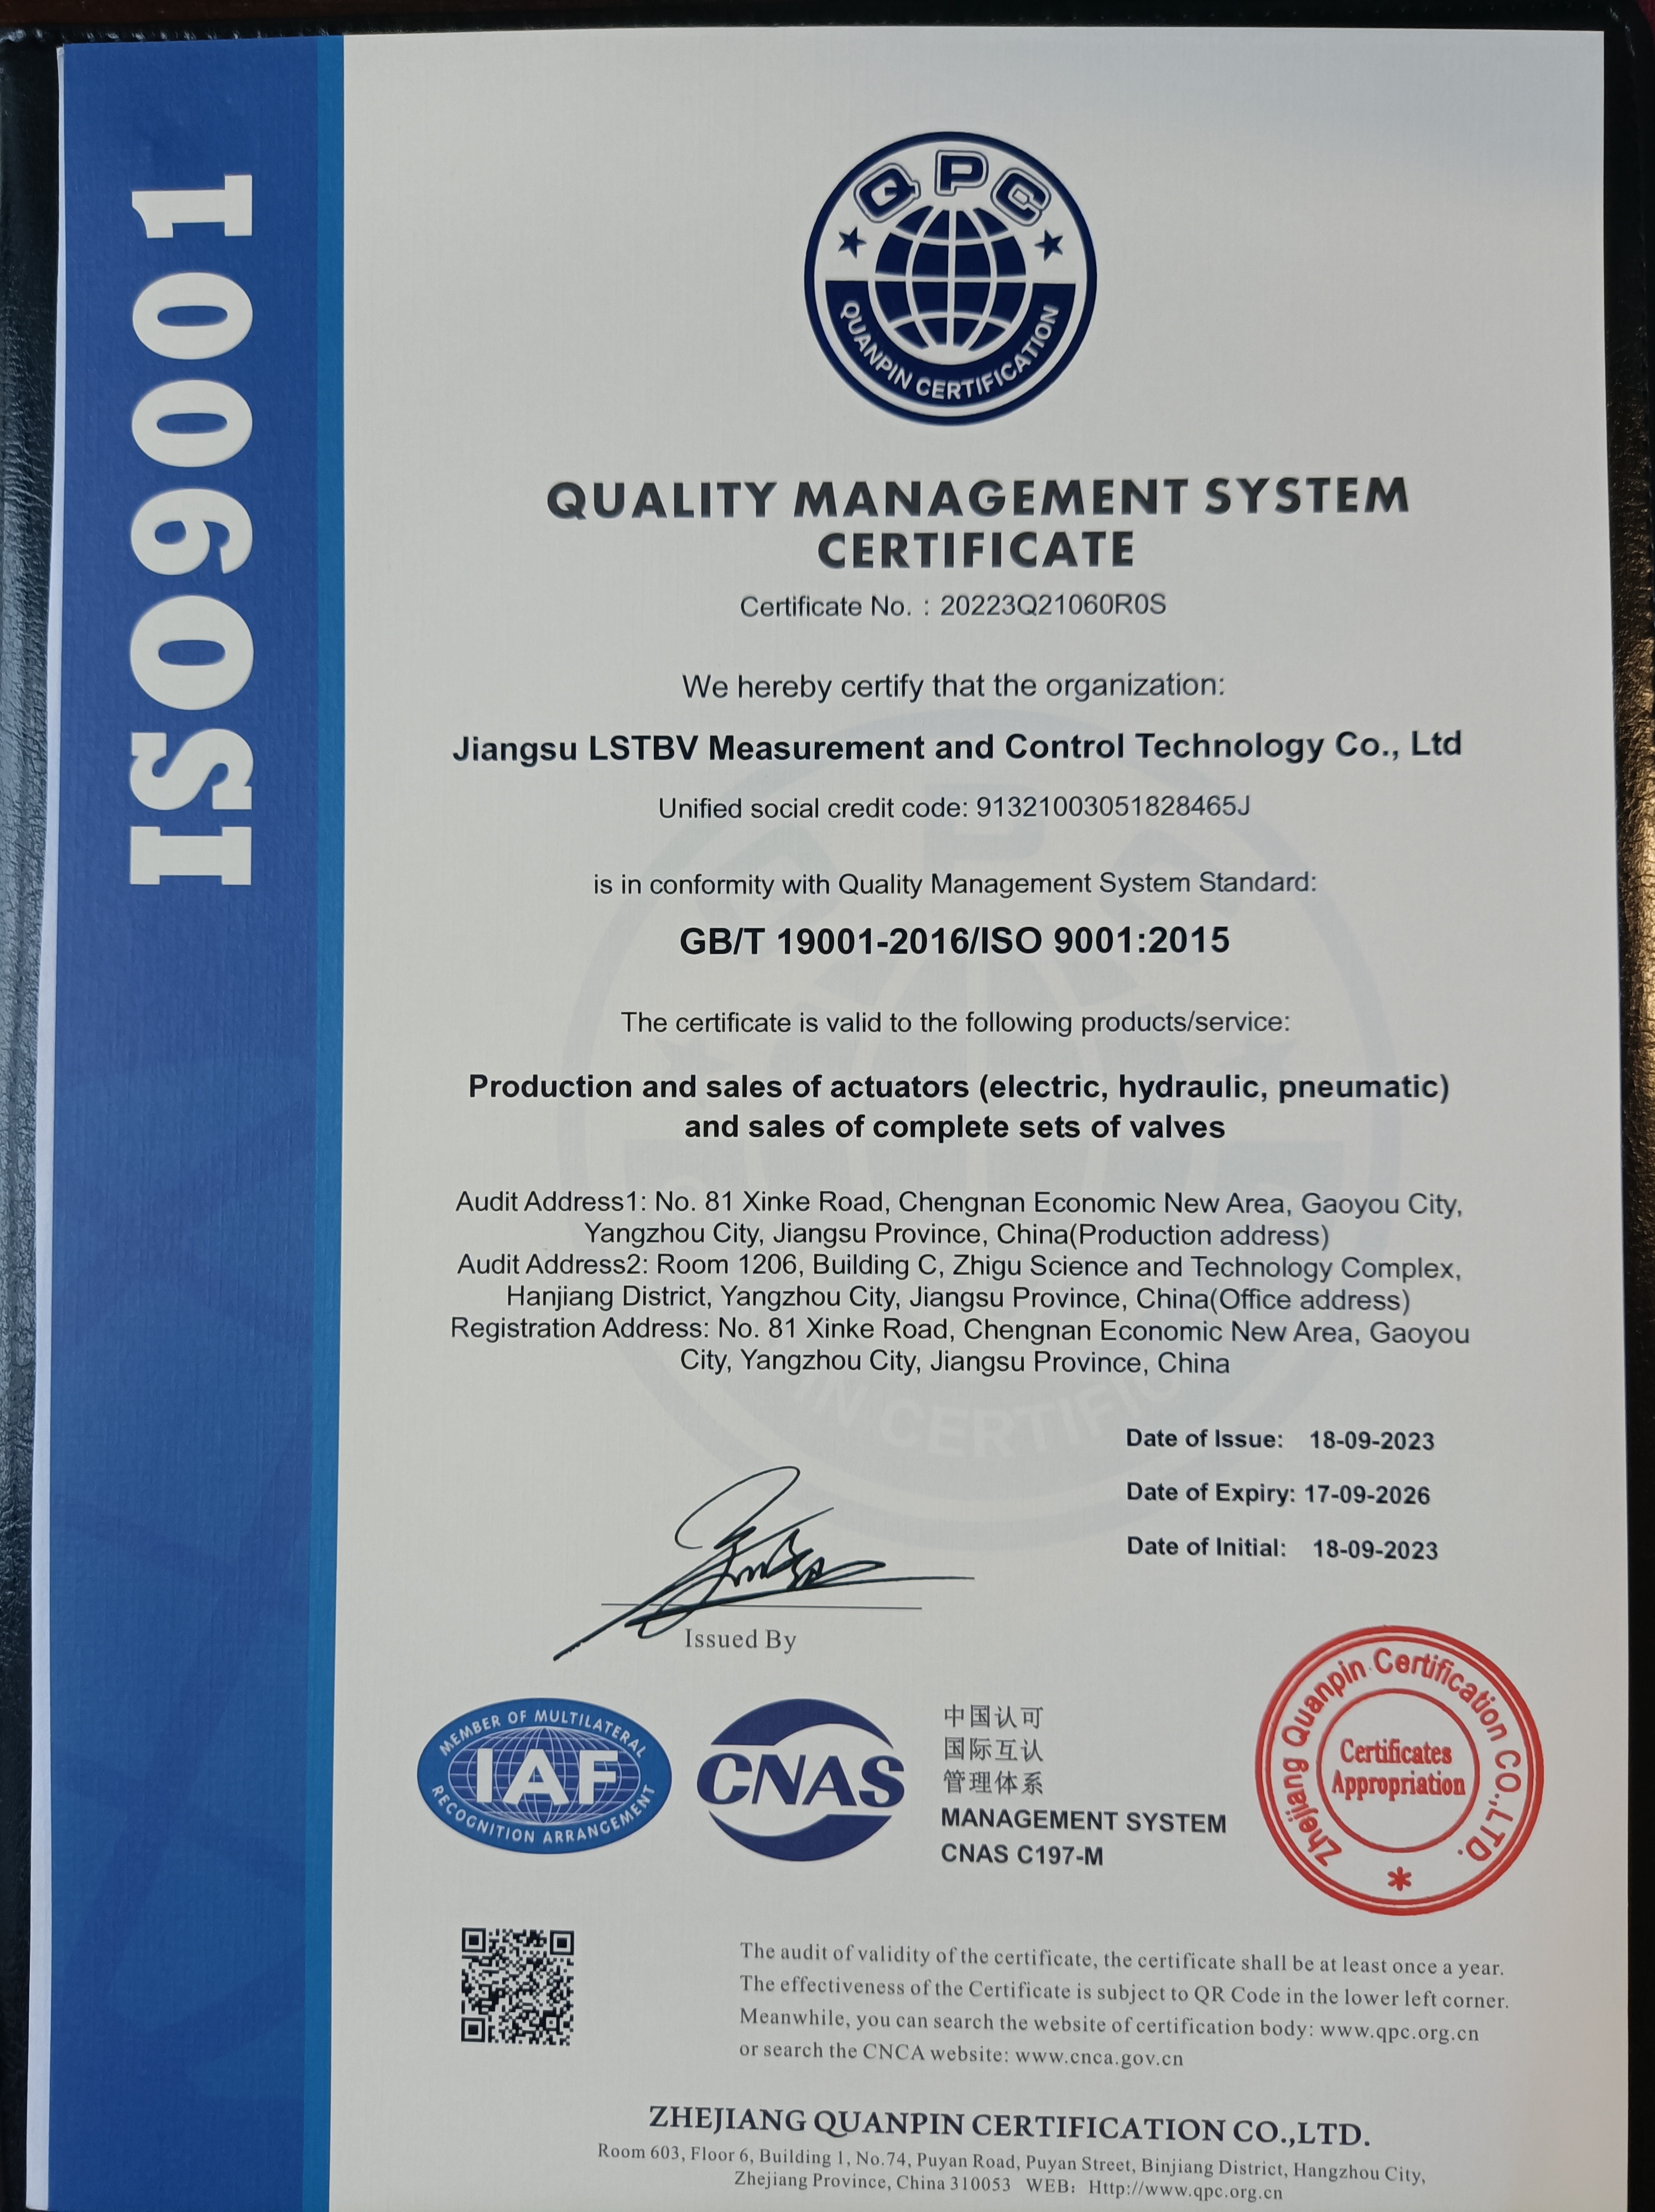 ISO9001
QPC
QUANPIN CERTIFICATION
QUALITY MANAGEMENT SYSTEM
CERTIFICATE
Certificate No. : 20223Q21060R0S
We hereby certify that the organization:
Jiangsu LSTBV Measurement and Control Technology Co., Ltd
Unified social credit code: 91321003051828465J
is in conformity with Quality Management System Standard:
GB/T 19001-2016/ISO 9001:2015
The certificate is valid to the following products/service:
Production and sales of actuators (electric, hydraulic, pneumatic)
and sales of complete sets of valves
Audit Address1: No. 81 Xinke Road, Chengnan Economic New Area, Gaoyou City,
Yangzhou City, Jiangsu Province, China(Production address)
Audit Address2: Room 1206, Building C, Zhigu Science and Technology Complex,
Hanjiang District, Yangzhou City, Jiangsu Province, China(Office address)
Registration Address: No. 81 Xinke Road, Chengnan Economic New Area, Gaoyou
City, Yangzhou City, Jiangsu Province, China
Date of Issue: 18-09-2023
Date of Expiry: 17-09-2026
Date of Initial: 18-09-2023
Issued By
MEMBER OF MULTILATERAL
IAF
RECOGNITION ARRANGEMENT
CNAS
中国认可
国际互认
管理体系
MANAGEMENT SYSTEM
CNAS C197-M
Zhejiang Quanpin Certification CO.,LTD.
Certificates
Appropriation
The audit of validity of the certificate, the certificate shall be at least once a year.
The effectiveness of the Certificate is subject to QR Code in the lower left corner.
Meanwhile, you can search the website of certification body: www.qpc.org.cn
or search the CNCA website: www.cnca.gov.cn
ZHEJIANG QUANPIN CERTIFICATION CO.,LTD.
Room 603, Floor 6, Building 1, No.74, Puyan Road, Puyan Street, Binjiang District, Hangzhou City,
Zhejiang Province, China 310053 WEB: Http://www.qpc.org.cn